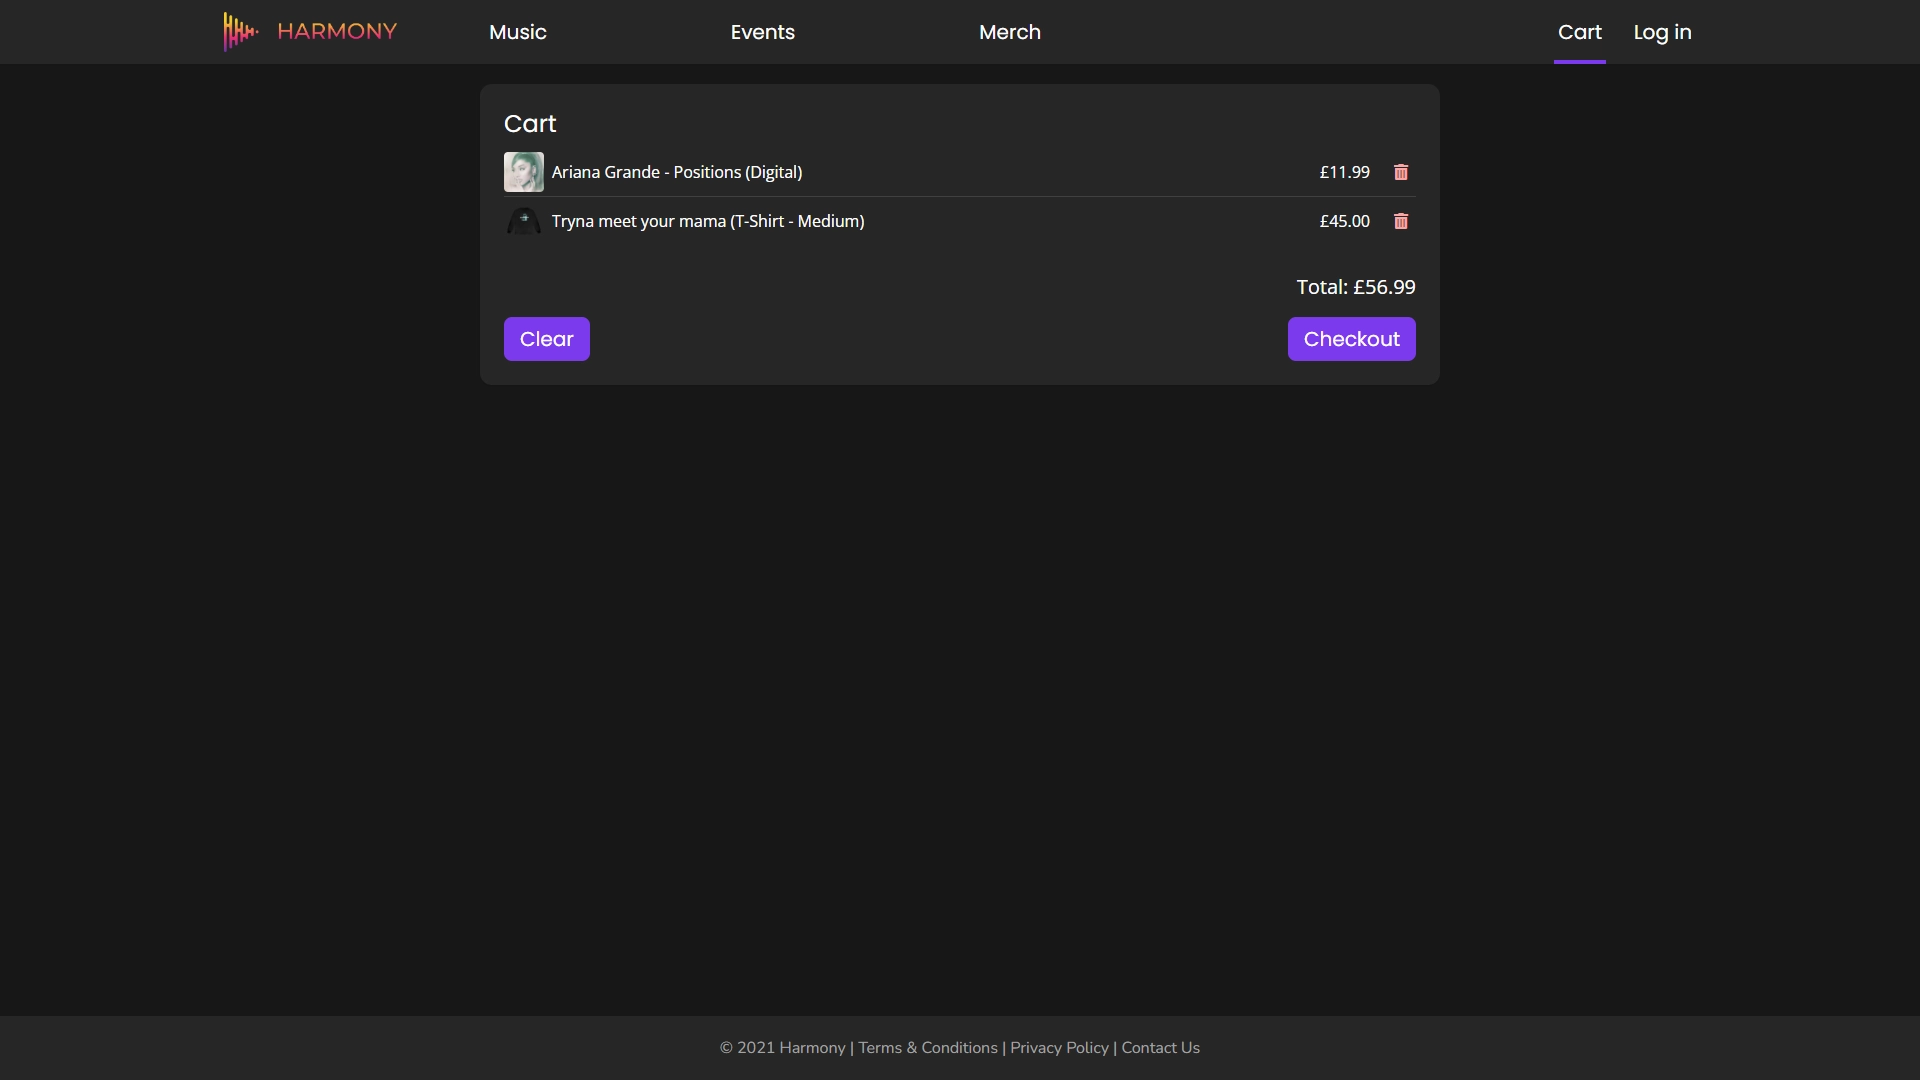 HARMONY Music Events Merch Cart Log in
Cart
Ariana Grande - Positions (Digital) £11.99
Tryna meet your mama (T-Shirt - Medium) £45.00
Total: £56.99
Clear Checkout
© 2021 Harmony | Terms & Conditions | Privacy Policy | Contact Us